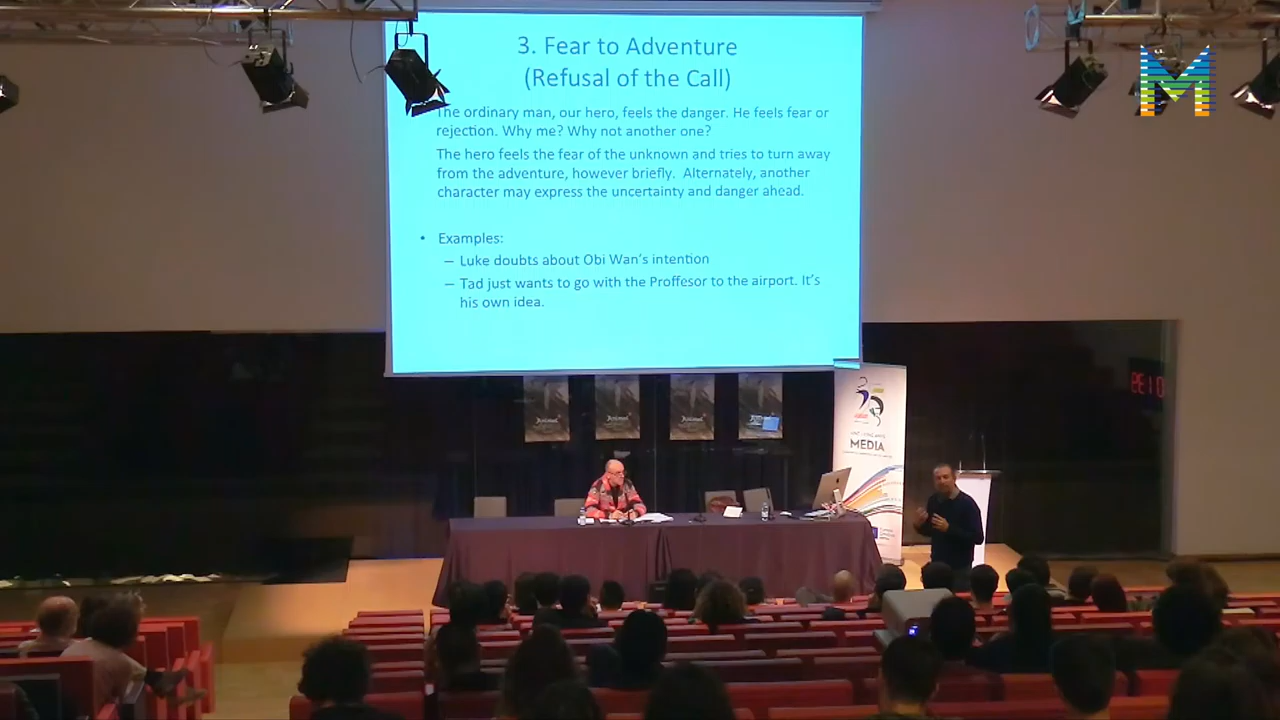 3. Fear to Adventure
(Refusal of the Call)
The ordinary man, our hero, feels the danger. He feels fear or
rejection. Why me? Why not another one?
The hero feels the fear of the unknown and tries to turn away
from the adventure, however briefly. Alternately, another
character may express the uncertainty and danger ahead.
• Examples:
– Luke doubts about Obi Wan's intention
– Tad just wants to go with the Proffesor to the airport. It's
his own idea.
M
MEDIA